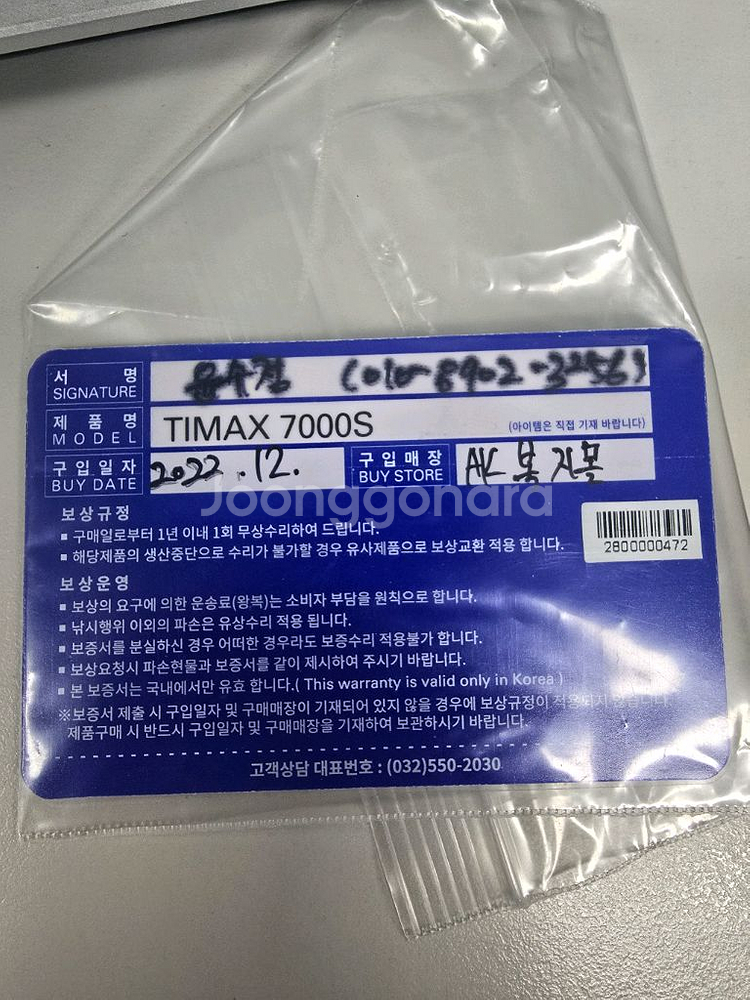 서 명
SIGNATURE
제 품 명
MODEL
TIMAX 7000S
(아이템은 직접 기재 바랍니다)
구 입 일 자
BUY DATE
2022.12.
구 입 매 장
BUY STORE
AK
Joonggonara
보상규정
▪ 구매일로부터 1년 이내 1회 무상수리하여 드립니다.
▪ 해당제품의 생산중단으로 수리가 불가할 경우 유사제품으로 보상교환 적용 합니다.
2800000472
보상운영
▪ 보상의 요구에 의한 운송료(왕복)는 소비자 부담을 원칙으로 합니다.
▪ 낚시행위 이외의 파손은 유상수리 적용 됩니다.
▪ 보증서를 분실하신 경우 어떠한 경우라도 보증수리 적용불가 합니다.
▪ 보상요청시 파손현물과 보증서를 같이 제시하여 주시기 바랍니다.
▪ 본 보증서는 국내에서만 유효 합니다.( This warranty is valid only in Korea )
※보증서 제출 시 구입일자 및 구매매장이 기재되어 있지 않을 경우에 보상규정이 적용되지 않습니다.
제품구매 시 반드시 구입일자 및 구매매장을 기재하여 보관하시기 바랍니다.
고객상담 대표번호 : (032)550-2030